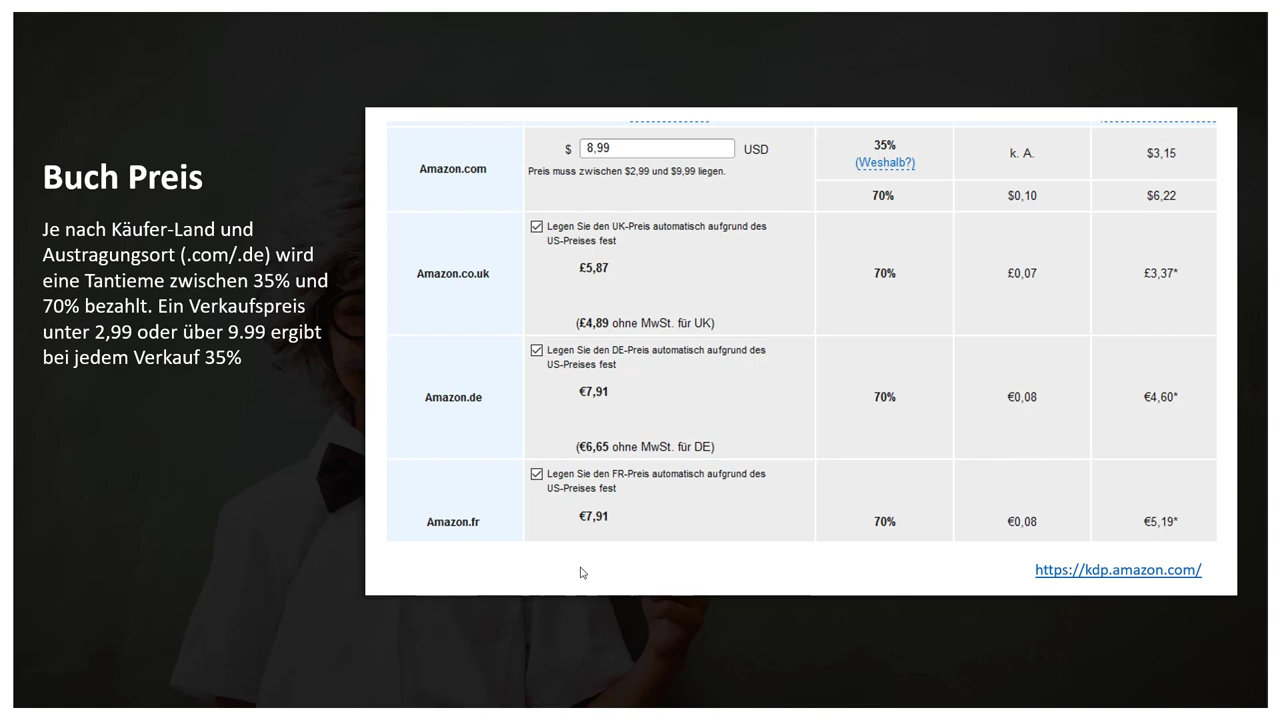 Buch Preis
Je nach Käufer-Land und
Austragungsort (.com/.de) wird
eine Tantieme zwischen 35% und
70% bezahlt. Ein Verkaufspreis
unter 2,99 oder über 9.99 ergibt
bei jedem Verkauf 35%
Amazon.com
$ 8,99 USD
Preis muss zwischen $2,99 und $9,99 liegen.
35%
(Weshalb?)
k. A.
$3,15
70%
$0,10
$6,22
Amazon.co.uk
Legen Sie den UK-Preis automatisch aufgrund des
US-Preises fest
£5,87
(£4,89 ohne MwSt. für UK)
70%
£0,07
£3,37*
Amazon.de
Legen Sie den DE-Preis automatisch aufgrund des
US-Preises fest
€7,91
(€6,65 ohne MwSt. für DE)
70%
€0,08
€4,60*
Amazon.fr
Legen Sie den FR-Preis automatisch aufgrund des
US-Preises fest
€7,91
70%
€0,08
€5,19*
https://kdp.amazon.com/